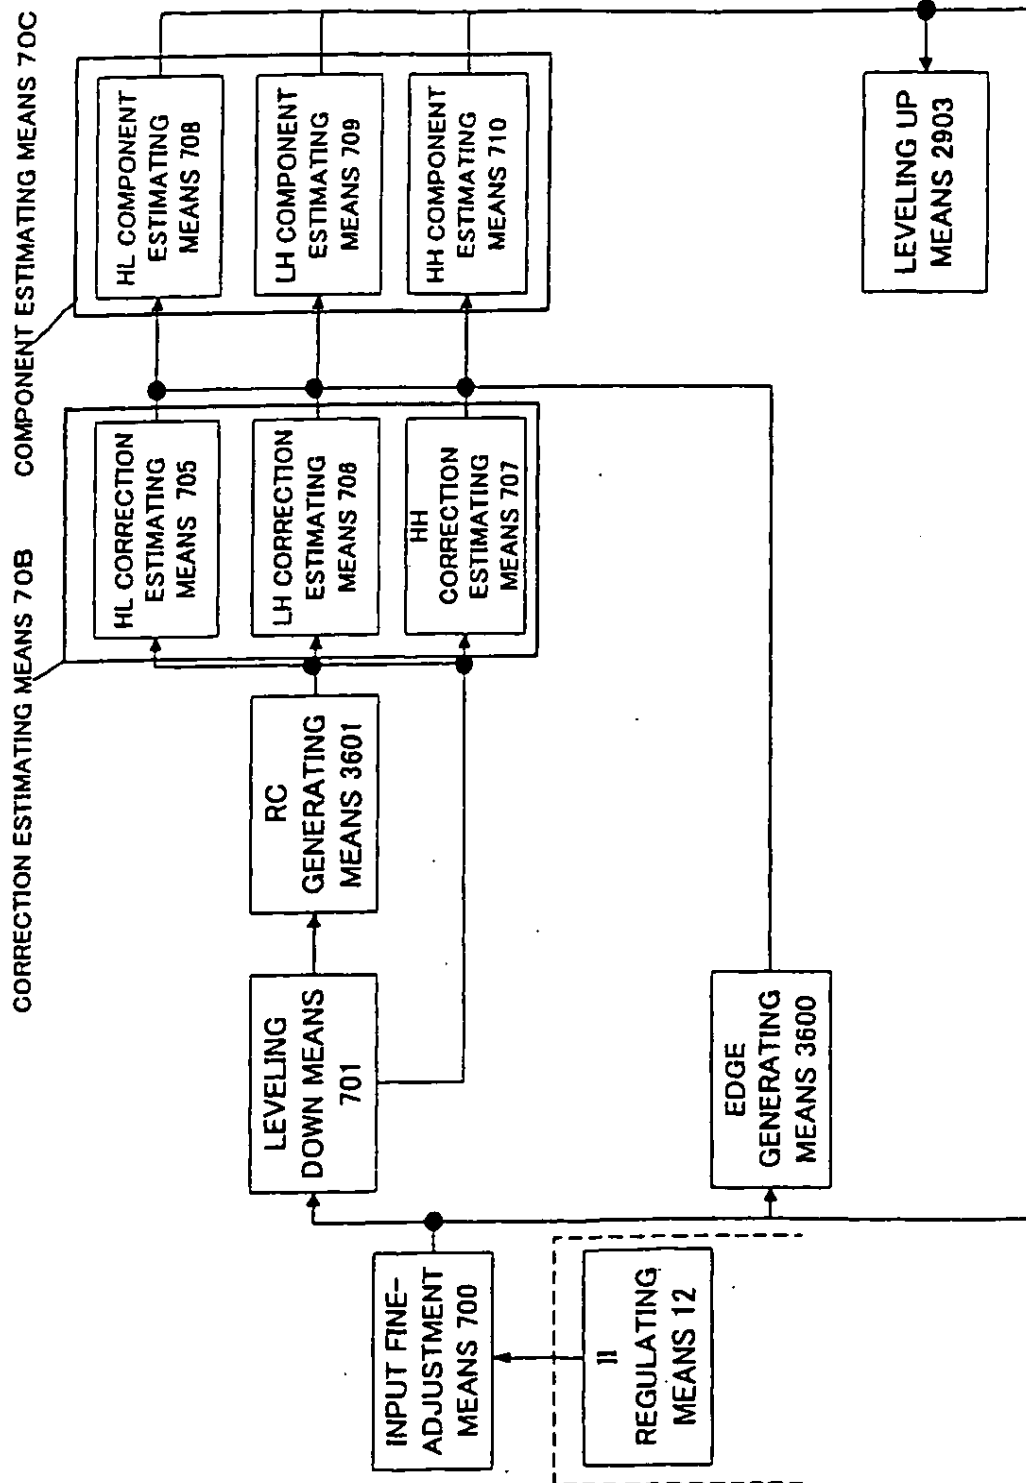 CORRECTION ESTIMATING MEANS 70B
COMPONENT ESTIMATING MEANS 70C
HL CORRECTION
ESTIMATING
MEANS 705
LH CORRECTION
ESTIMATING
MEANS 708
HH
CORRECTION
ESTIMATING
MEANS 707
HL COMPONENT
ESTIMATING
MEANS 708
LH COMPONENT
ESTIMATING
MEANS 709
HH COMPONENT
ESTIMATING
MEANS 710
LEVELING
DOWN MEANS
701
RC
GENERATING
MEANS 3601
INPUT FINE-
ADJUSTMENT
MEANS 700
II
REGULATING
MEANS 12
EDGE
GENERATING
MEANS 3600
LEVELING UP
MEANS 2903